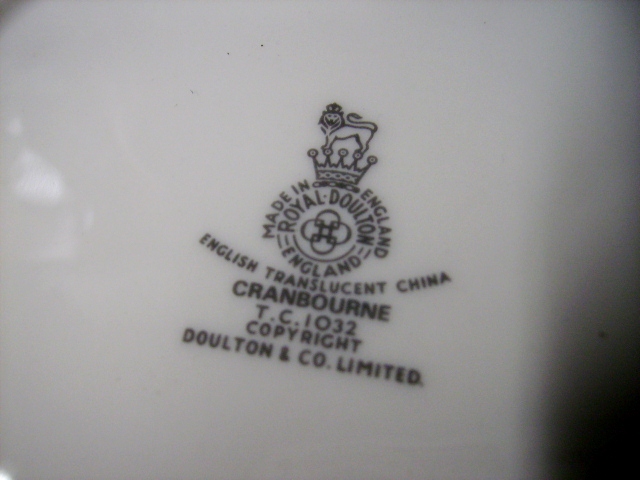 MADE IN ENGLAND
ROYAL · DOULTON
ENGLAND
ENGLISH TRANSLUCENT CHINA
CRANBOURNE
T.C.1032
COPYRIGHT
DOULTON & CO. LIMITED.